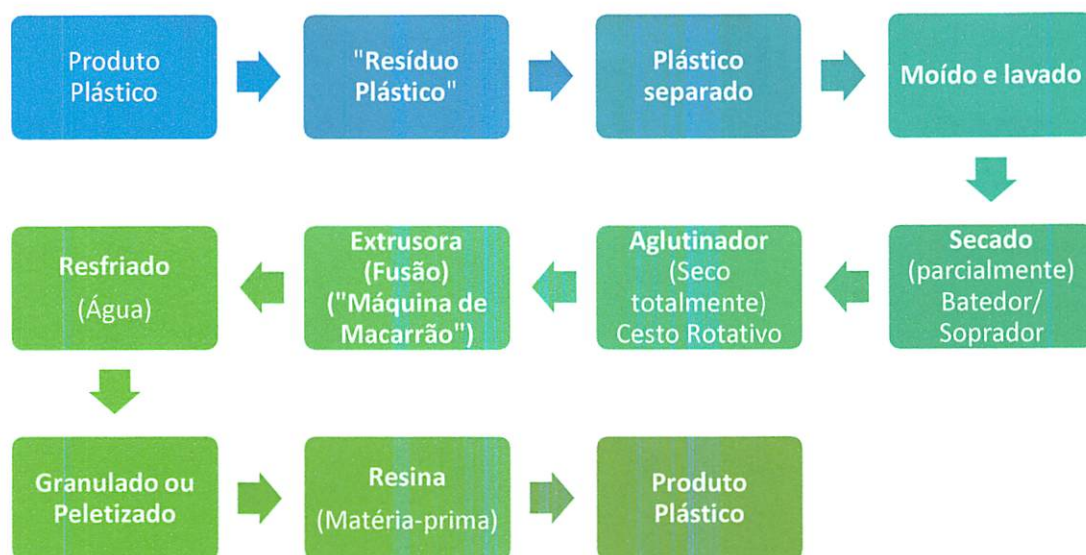 Produto
Plástico
"Resíduo
Plástico"
Plástico
separado
Moído e lavado
Secado
(parcialmente)
Batedor/
Soprador
Aglutinador
(Seco
totalmente)
Cesto Rotativo
Extrusora
(Fusão)
("Máquina de
Macarrão")
Resfriado
(Água)
Granulado ou
Peletizado
Resina
(Matéria-prima)
Produto
Plástico